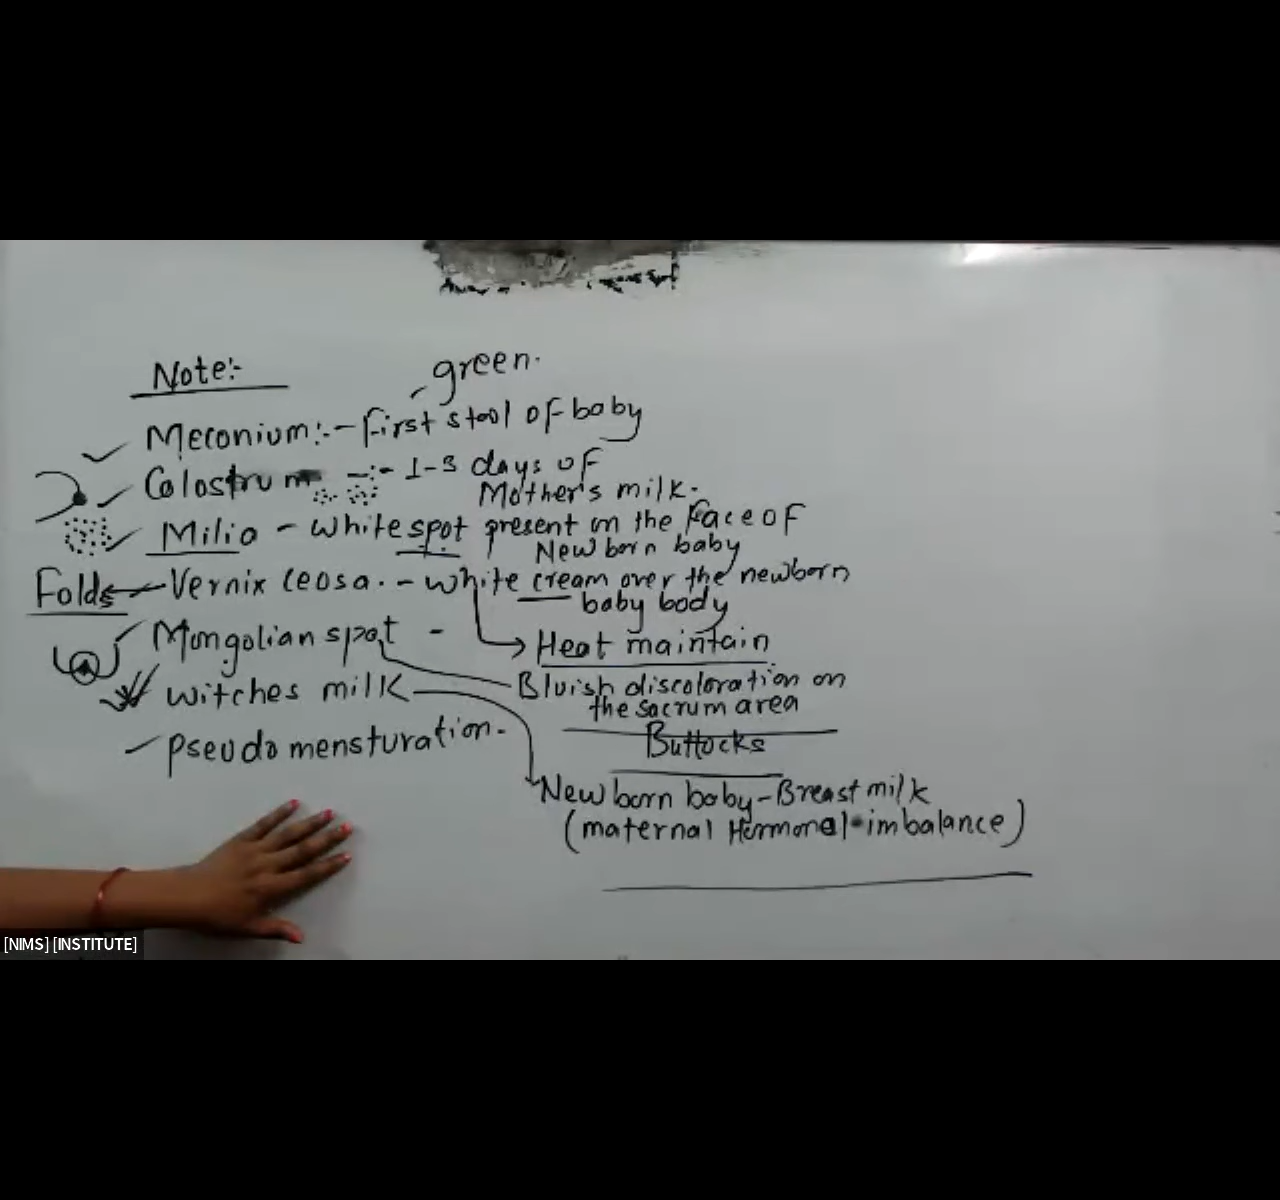 Note:-
green.
Meconium:- First stool of baby
Colostrum -:- 1-3 days of
Mother's milk.
Milia - white spot present on the Face of
New born baby
Folds Vernix Ceosa. - white cream over the newborn
baby body
Mongolian spot -
Heat maintain
Bluish discoloration on
the sacrum area
Buttocks
witches milk
Pseudo mensturation.
New born baby - Breast milk
(maternal Hormonal imbalance)
[NIMS] [INSTITUTE]